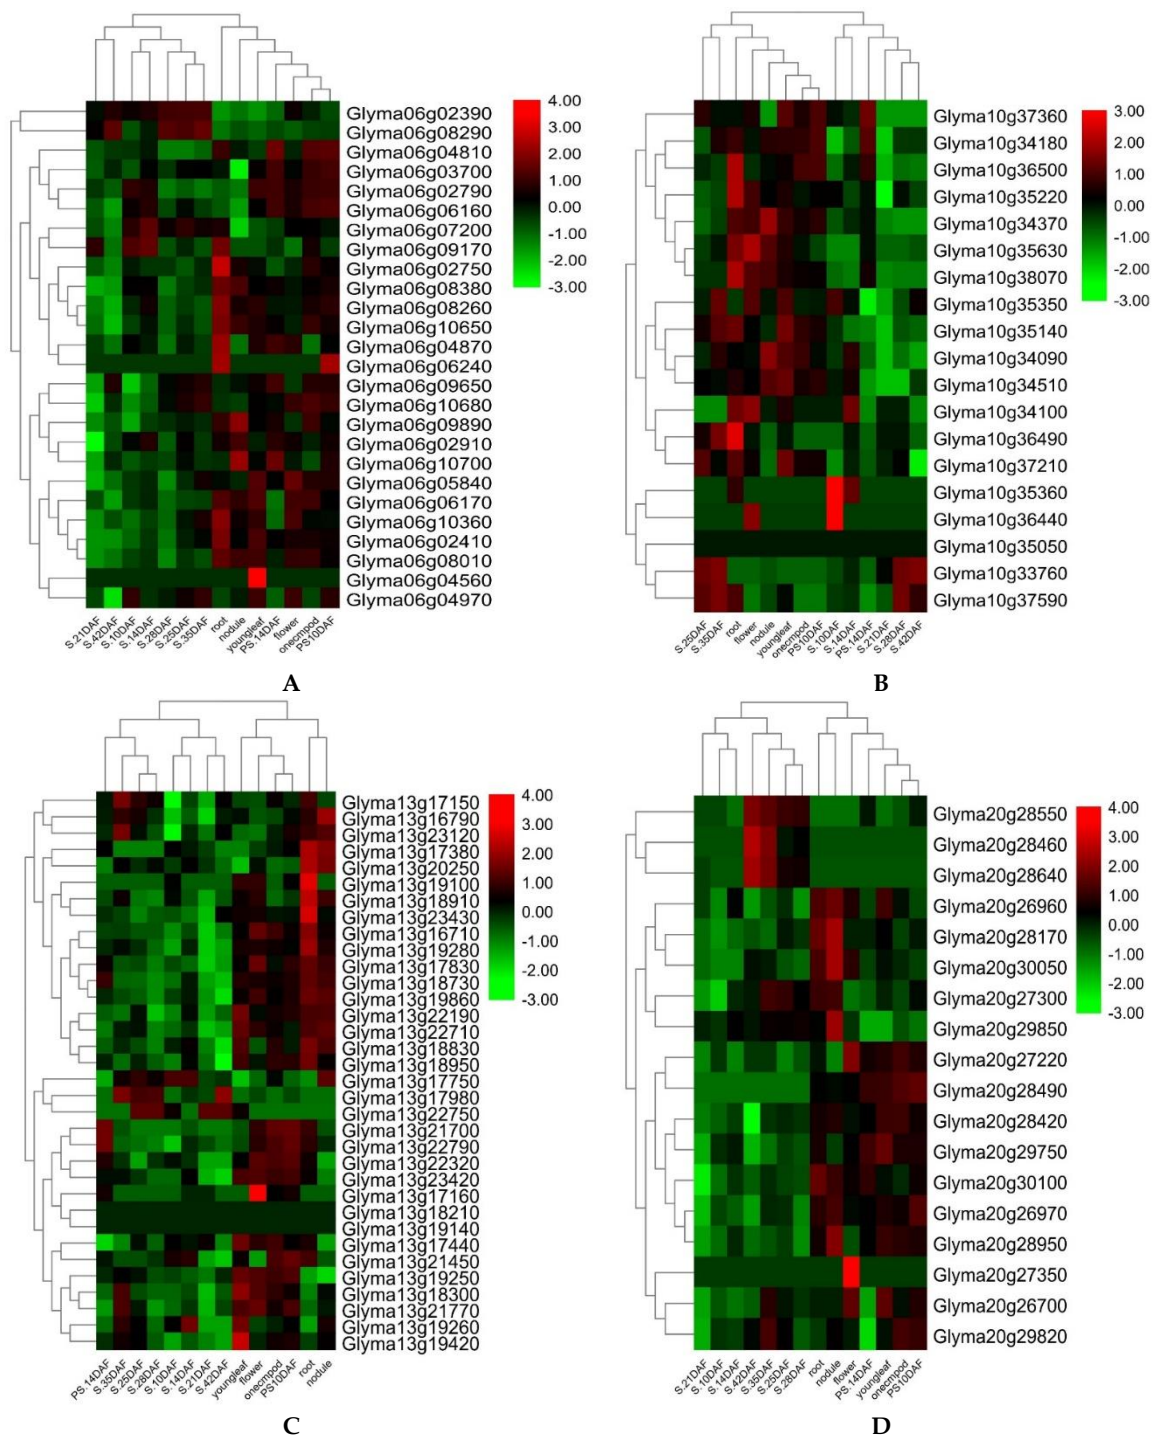 4.00
3.00
2.00
1.00
0.00
-1.00
-2.00
-3.00
Glyma06g02390
Glyma06g08290
Glyma06g04810
Glyma06g03700
Glyma06g02790
Glyma06g06160
Glyma06g07200
Glyma06g09170
Glyma06g02750
Glyma06g08380
Glyma06g08260
Glyma06g10650
Glyma06g04870
Glyma06g06240
Glyma06g09650
Glyma06g10680
Glyma06g09890
Glyma06g02910
Glyma06g10700
Glyma06g05840
Glyma06g06170
Glyma06g10360
Glyma06g02410
Glyma06g08010
Glyma06g04560
Glyma06g04970
S.21DAF
S.42DAF
S.10DAF
S.14DAF
S.28DAF
S.25DAF
S.35DAF
root
nodule
youngleaf
PS.14DAF
flower
onecmpod
PS10DAF
A
3.00
2.00
1.00
0.00
-1.00
-2.00
-3.00
Glyma10g37360
Glyma10g34180
Glyma10g36500
Glyma10g35220
Glyma10g34370
Glyma10g35630
Glyma10g38070
Glyma10g35350
Glyma10g35140
Glyma10g34090
Glyma10g34510
Glyma10g34100
Glyma10g36490
Glyma10g37210
Glyma10g35360
Glyma10g36440
Glyma10g35050
Glyma10g33760
Glyma10g37590
S.25DAF
S.35DAF
root
flower
nodule
youngleaf
onecmpod
PS10DAF
S.10DAF
S.14DAF
PS.14DAF
S.21DAF
S.28DAF
S.42DAF
B
4.00
3.00
2.00
1.00
0.00
-1.00
-2.00
-3.00
Glyma13g17150
Glyma13g16790
Glyma13g23120
Glyma13g17380
Glyma13g20250
Glyma13g19100
Glyma13g18910
Glyma13g23430
Glyma13g16710
Glyma13g19280
Glyma13g17830
Glyma13g18730
Glyma13g19860
Glyma13g22190
Glyma13g22710
Glyma13g18830
Glyma13g18950
Glyma13g17750
Glyma13g17980
Glyma13g22750
Glyma13g21700
Glyma13g22790
Glyma13g22320
Glyma13g23420
Glyma13g17160
Glyma13g18210
Glyma13g19140
Glyma13g17440
Glyma13g21450
Glyma13g19250
Glyma13g18300
Glyma13g21770
Glyma13g19260
Glyma13g19420
PS.14DAF
S.35DAF
S.25DAF
S.28DAF
S.10DAF
S.14DAF
S.21DAF
S.42DAF
youngleaf
flower
onecmpod
PS10DAF
root
nodule
C
4.00
3.00
2.00
1.00
0.00
-1.00
-2.00
-3.00
Glyma20g28550
Glyma20g28460
Glyma20g28640
Glyma20g26960
Glyma20g28170
Glyma20g30050
Glyma20g27300
Glyma20g29850
Glyma20g27220
Glyma20g28490
Glyma20g28420
Glyma20g29750
Glyma20g30100
Glyma20g26970
Glyma20g28950
Glyma20g27350
Glyma20g26700
Glyma20g29820
S.21DAF
S.10DAF
S.14DAF
S.42DAF
S.35DAF
S.25DAF
S.28DAF
root
nodule
flower
PS.14DAF
youngleaf
onecmpod
PS10DAF
D